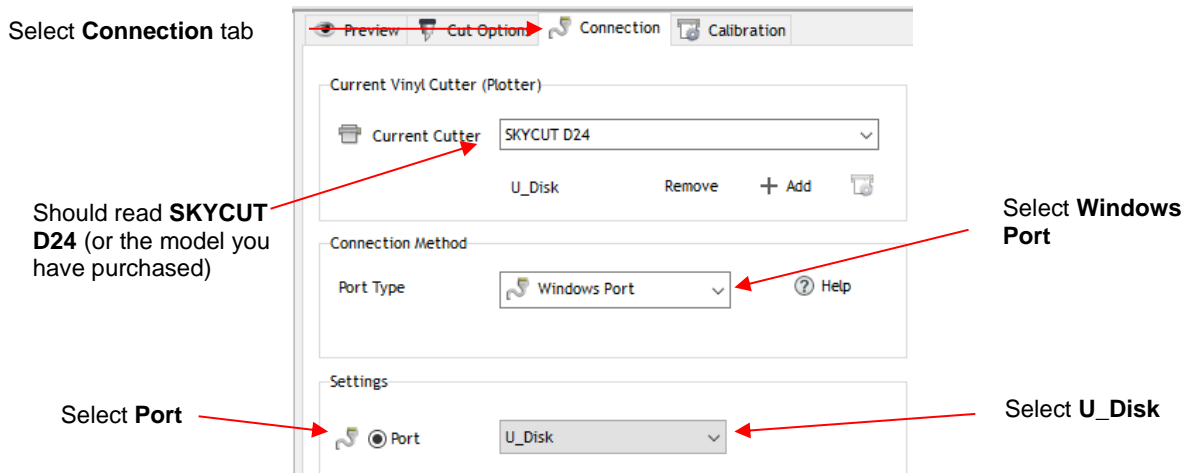 Select Connection tab
Preview Cut Options Connection Calibration
Current Vinyl Cutter (Plotter)
Current Cutter SKYCUT D24
U_Disk Remove + Add
Should read SKYCUT
D24 (or the model you
have purchased)
Select Windows
Port
Connection Method
Port Type Windows Port ? Help
Settings
Select Port
Port U_Disk
Select U_Disk